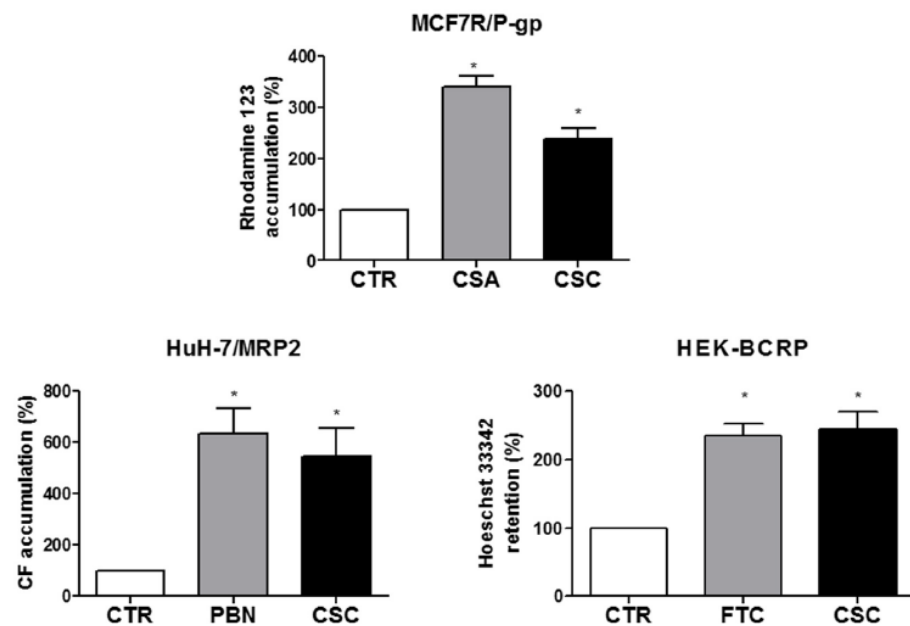 MCF7R/P-gp
Rhodamine 123
accumulation (%)
400
300
200
100
0
*
*
CTR CSA CSC
HuH-7/MRP2
CF accumulation (%)
800
600
400
200
0
*
*
CTR PBN CSC
HEK-BCRP
Hoeschst 33342
retention (%)
300
200
100
0
*
*
CTR FTC CSC